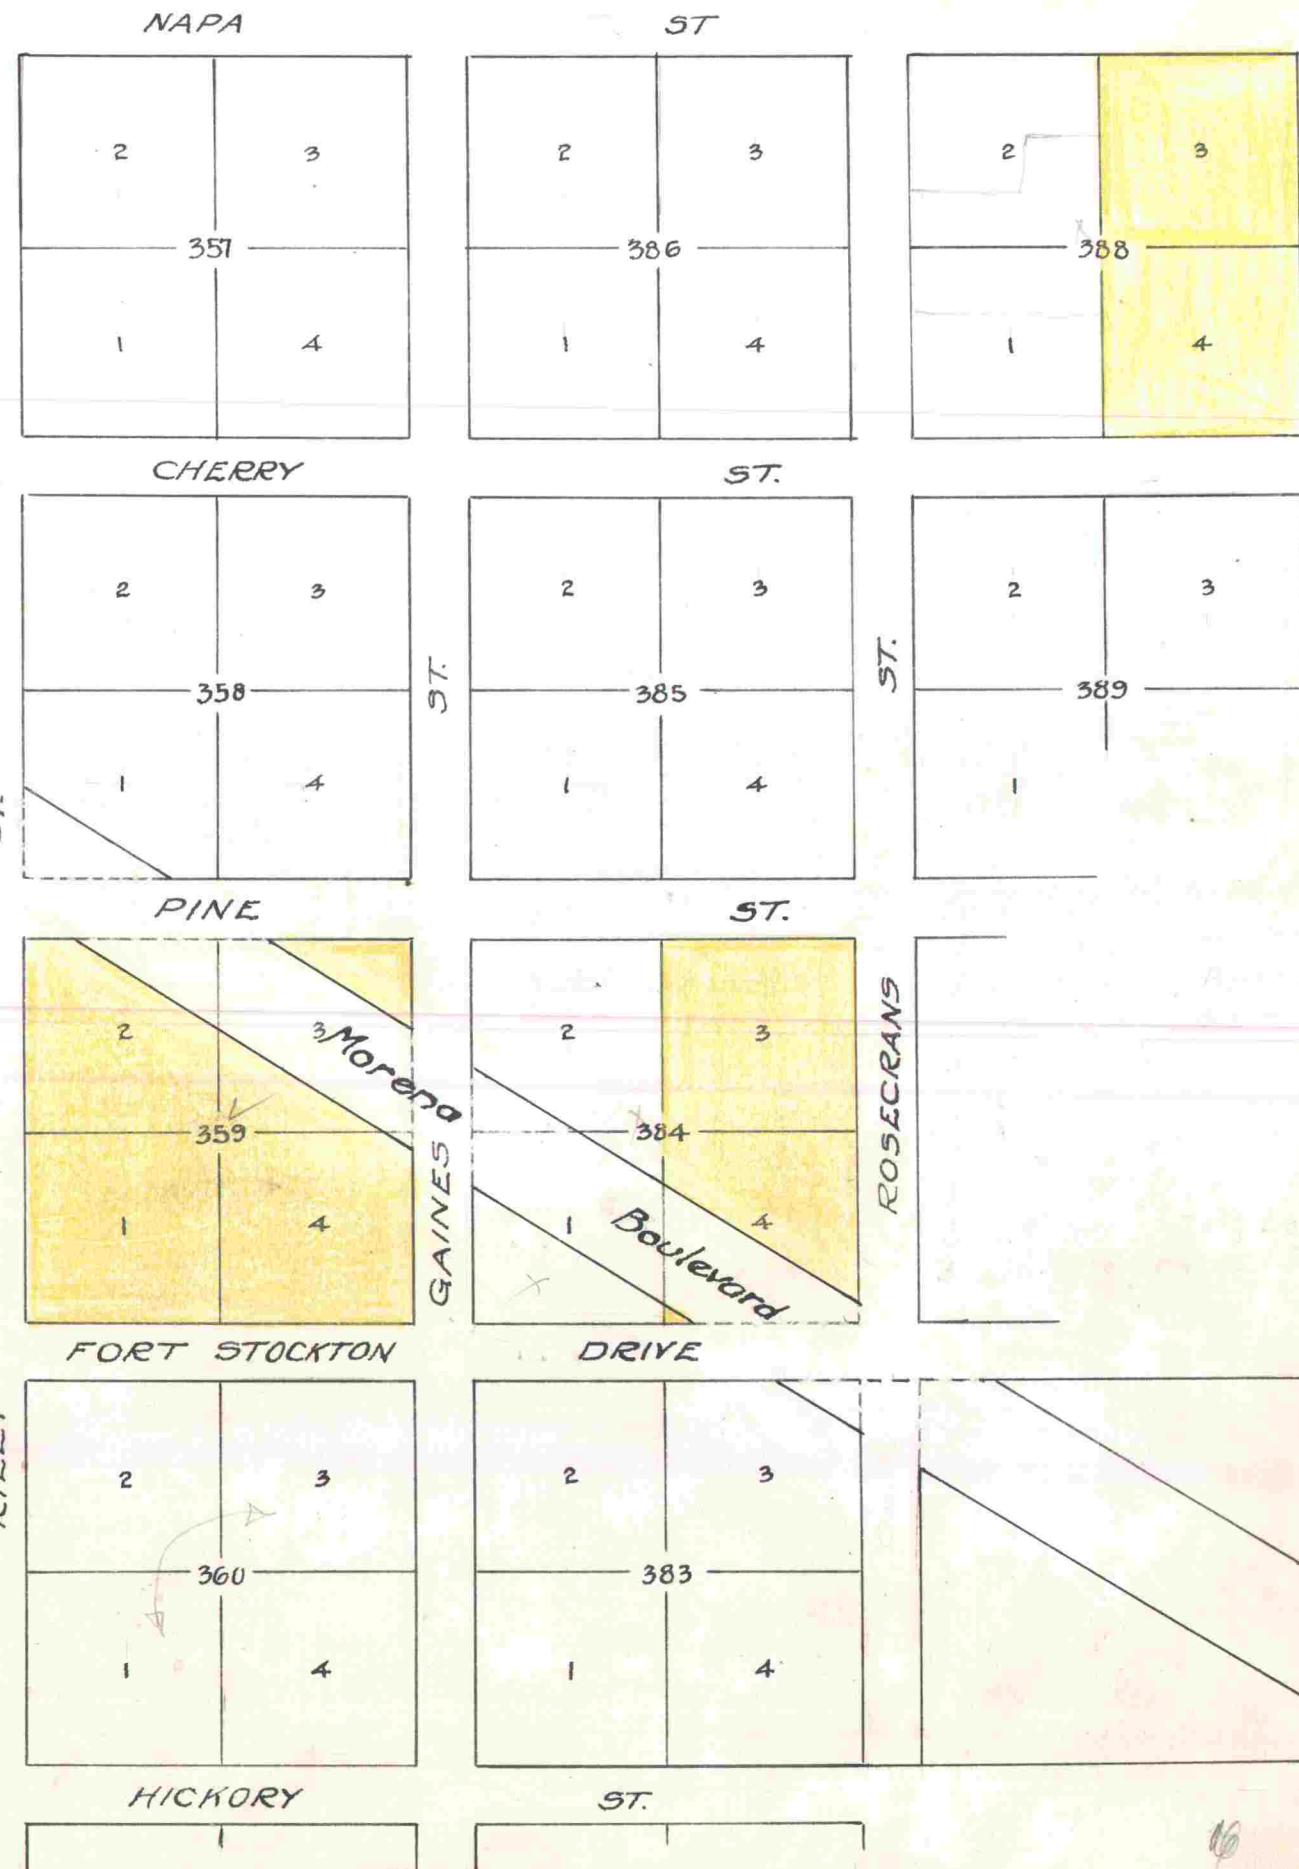 NAPA ST
2 3 2 3 2 3
357 386 388
1 4 1 4 1 4
CHERRY ST.
2 3 2 3 2 3
ST. ST.
358 385 389
1 4 1 4 1
PINE ST.
2 3 2 3
Morena
359 384
ROSECRANS
GAINES
1 4 1 4
Boulevard
FORT STOCKTON DRIVE
2 3 2 3
360 383
1 4 1 4
HICKORY ST.